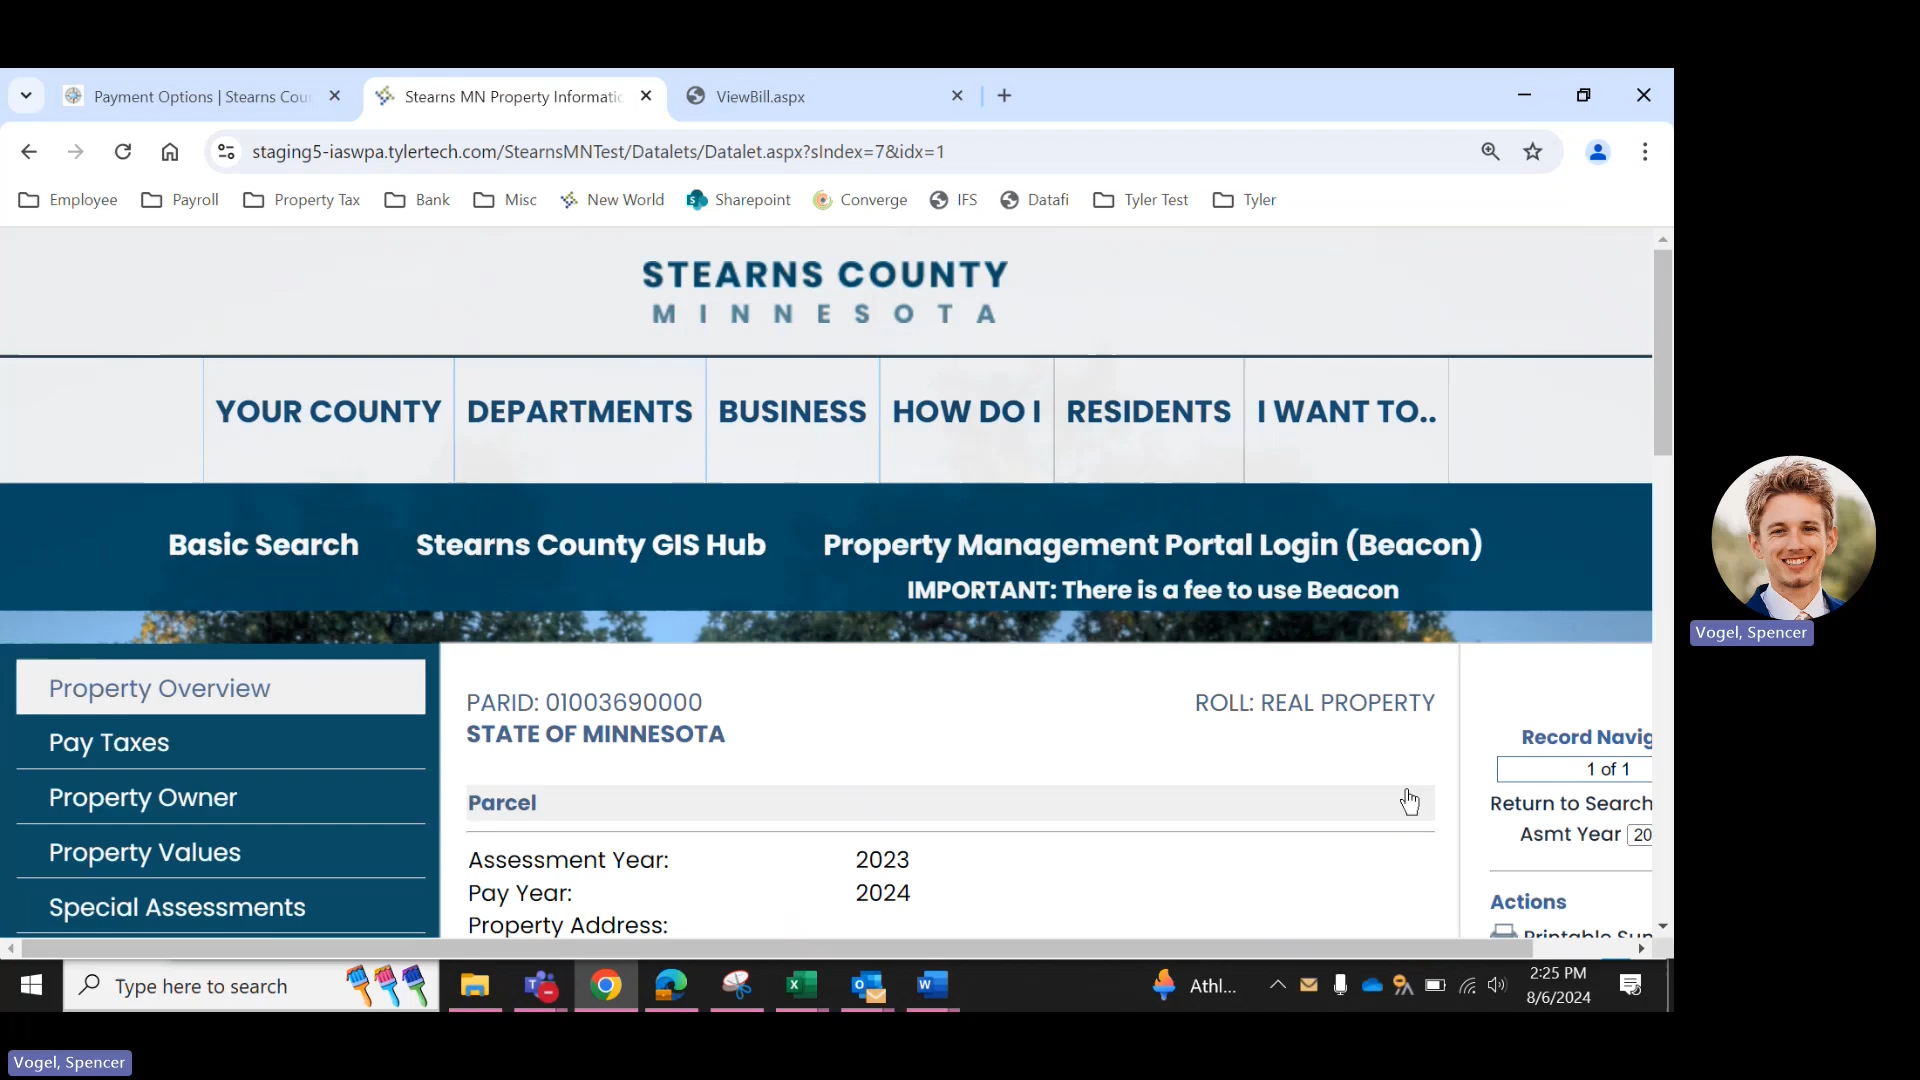 Payment Options | Stearns Cou
Stearns MN Property Informatic
ViewBill.aspx
staging5-iaswpa.tylertech.com/StearnsMNTest/Datalets/Datalet.aspx?sIndex=7&idx=1
Employee
Payroll
Property Tax
Bank
Misc
New World
Sharepoint
Converge
IFS
Datafi
Tyler Test
Tyler
STEARNS COUNTY
MINNESOTA
YOUR COUNTY
DEPARTMENTS
BUSINESS
HOW DO I
RESIDENTS
I WANT TO..
Basic Search
Stearns County GIS Hub
Property Management Portal Login (Beacon)
IMPORTANT: There is a fee to use Beacon
Property Overview
Pay Taxes
Property Owner
Property Values
Special Assessments
PARID: 01003690000
ROLL: REAL PROPERTY
STATE OF MINNESOTA
Parcel
Assessment Year: 2023
Pay Year: 2024
Property Address:
Record Navig
1 of 1
Return to Search
Asmt Year 20
Actions
Printable Sum
Type here to search
Athl...
2:25 PM
8/6/2024
Vogel, Spencer
Vogel, Spencer